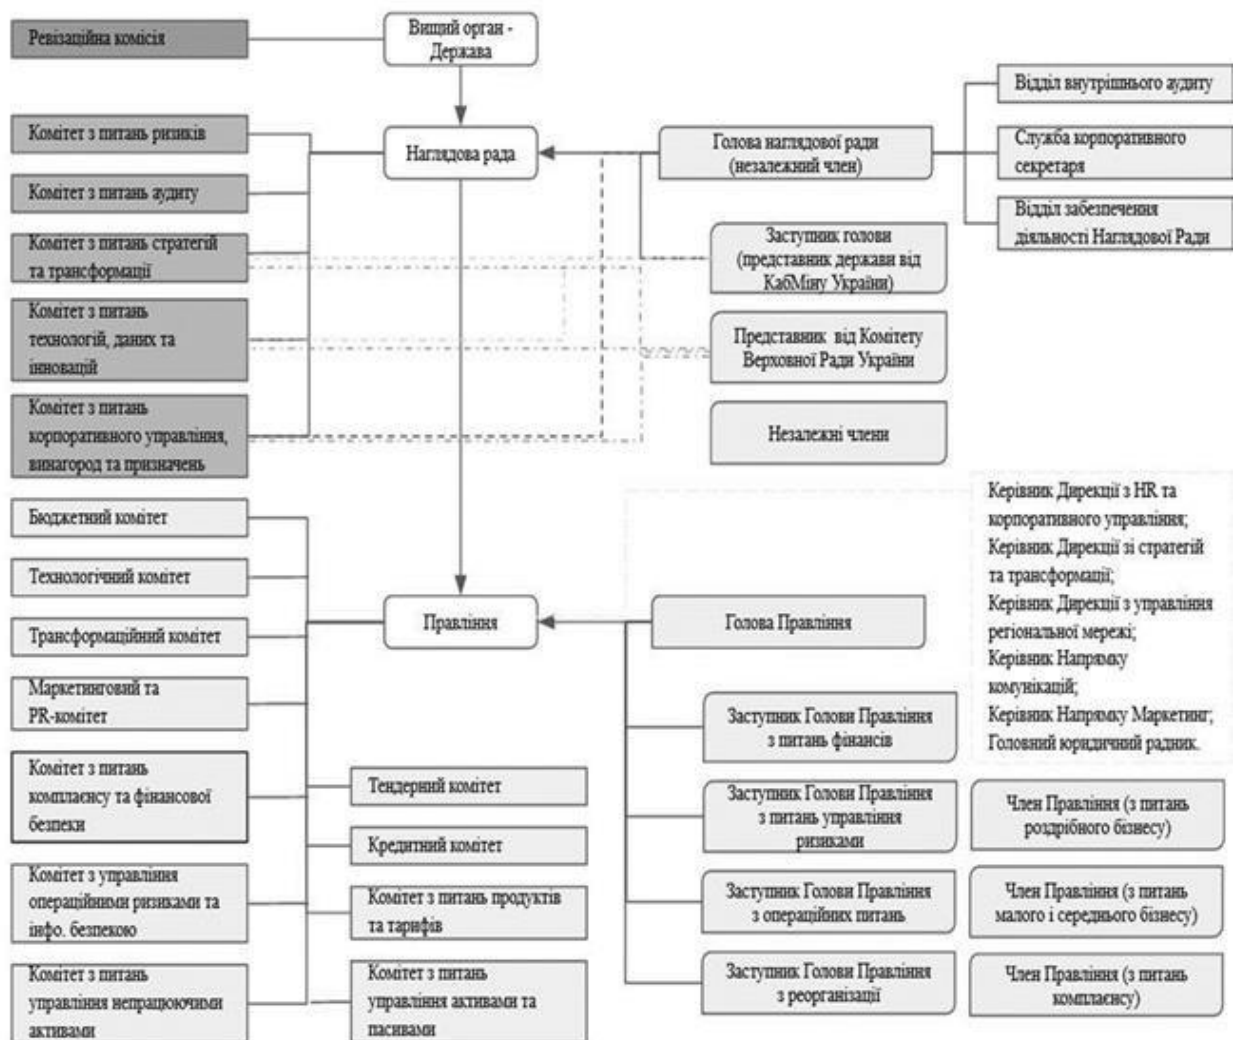 Ревізаційна комісія
Вищий орган -
Держава
Відділ внутрішнього аудиту
Комітет з питань ризиків
Наглядова рада
Голова наглядової ради
(незалежний член)
Служба корпоративного
секретаря
Комітет з питань аудиту
Відділ забезпечення
діяльності Наглядової Ради
Комітет з питань стратегій
та трансформації
Заступник голови
(представник держави від
КабМіну України)
Комітет з питань
технологій, даних та
інновацій
Представник від Комітету
Верховної Ради України
Комітет з питань
корпоративного управління,
винагород та призначень
Незалежні члени
Керівник Дирекції з HR та
корпоративного управління;
Керівник Дирекції зі стратегій
та трансформації;
Керівник Дирекції з управління
регіональної мережі;
Керівник Напрямку
комунікацій;
Керівник Напрямку Маркетинг;
Головний юридичний радник.
Бюджетний комітет
Технологічний комітет
Трансформаційний комітет
Правління
Голова Правління
Маркетинговий та
PR-комітет
Заступник Голови Правління
з питань фінансів
Комітет з питань
комплаєнсу та фінансової
безпеки
Тендерний комітет
Заступник Голови Правління
з питань управління
ризиками
Член Правління (з питань
роздрібного бізнесу)
Кредитний комітет
Комітет з управління
операційними ризиками та
інфо. безпекою
Комітет з питань продуктів
та тарифів
Заступник Голови Правління
з операційних питань
Член Правління (з питань
малого і середнього бізнесу)
Комітет з питань
управління непрацюючими
активами
Комітет з питань
управління активами та
пасивами
Заступник Голови Правління
з реорганізації
Член Правління (з питань
комплаєнсу)